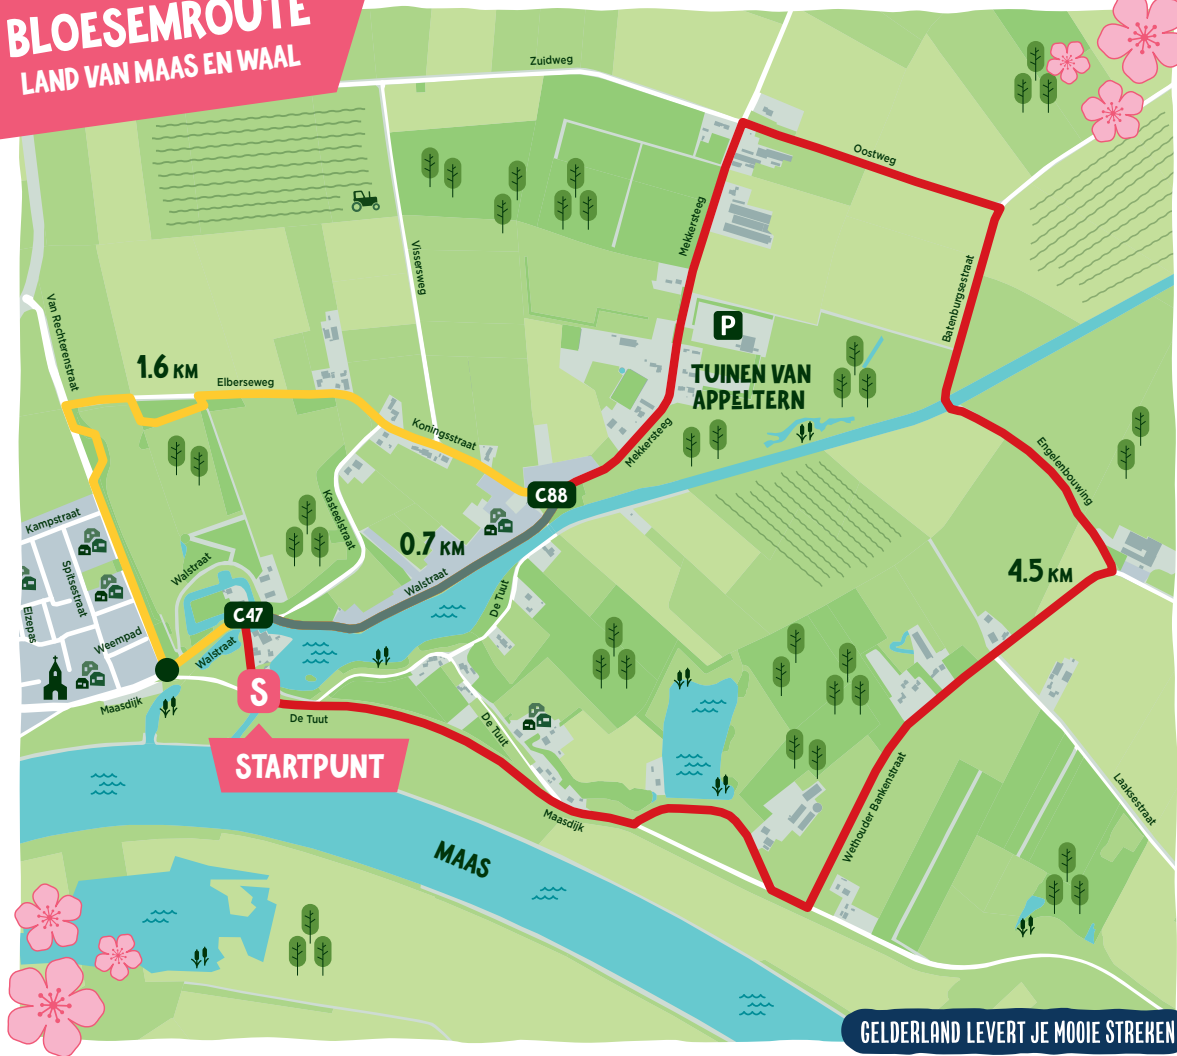 BLOESEMROUTE
LAND VAN MAAS EN WAAL
Zuidweg
Oostweg
Mekkersteeg
Vissersweg
Batenburgsestraat
Van Rechterenstraat
P
1.6 KM
Elberseweg
TUINEN VAN
APPELTERN
Koningsstraat
Mekkersteeg
Engelenbouwing
C88
Kasteelstraat
Kampstraat
0.7 KM
Walstraat
Walstraat
Spitsestraat
4.5 KM
De Tuut
Elzepas
C47
Weempad
Walstraat
S
Maasdijk
De Tuut
De Tuut
STARTPUNT
Wethouder Bankenstraat
Laaksestraat
Maasdijk
MAAS
GELDERLAND LEVERT JE MOOIE STREKEN